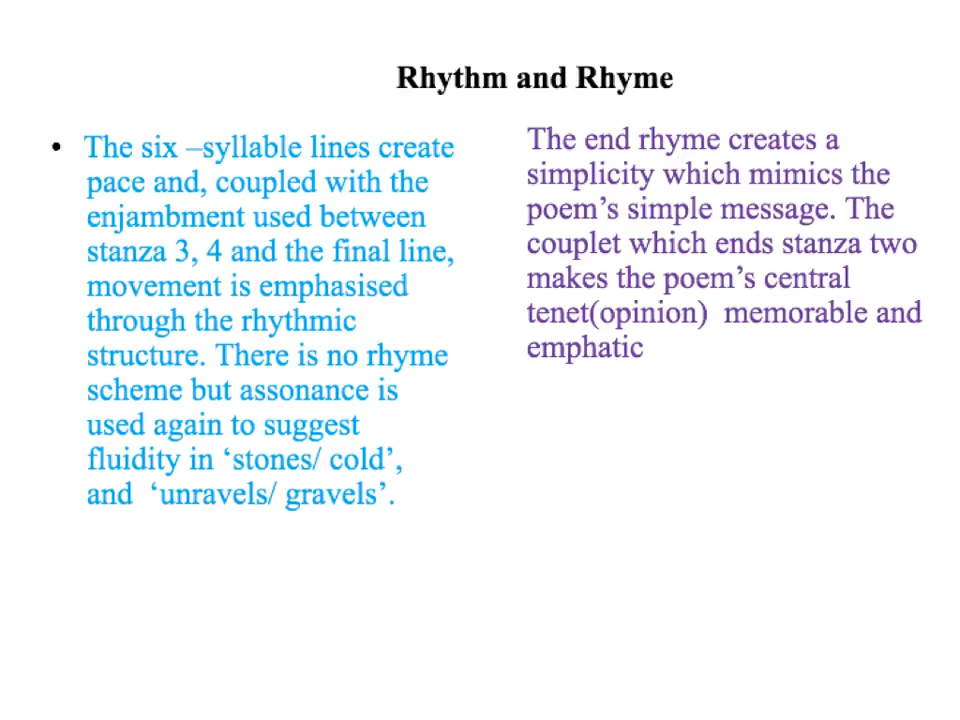 Rhythm and Rhyme
• The six –syllable lines create
pace and, coupled with the
enjambment used between
stanza 3, 4 and the final line,
movement is emphasised
through the rhythmic
structure. There is no rhyme
scheme but assonance is
used again to suggest
fluidity in ‘stones/ cold’,
and  ‘unravels/ gravels’.
The end rhyme creates a
simplicity which mimics the
poem’s simple message. The
couplet which ends stanza two
makes the poem’s central
tenet(opinion)  memorable and
emphatic